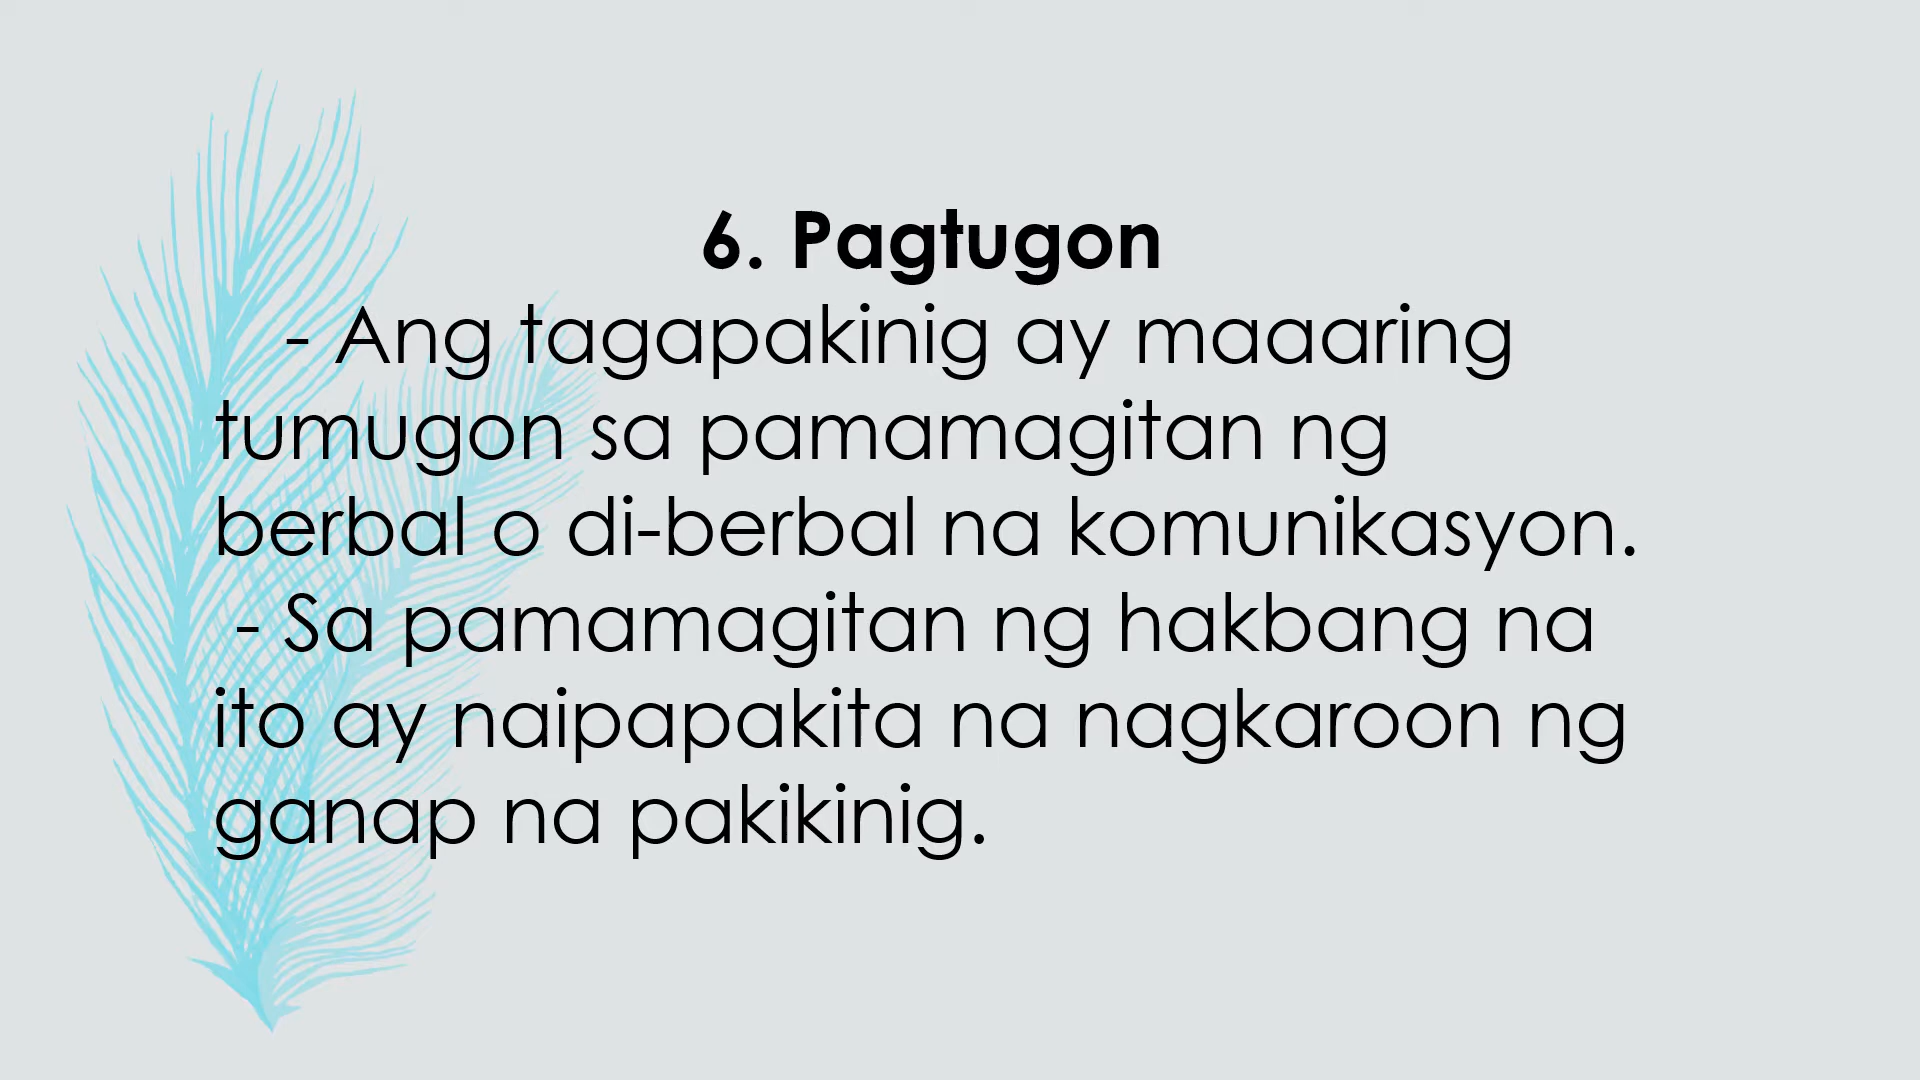 6. Pagtugon
- Ang tagapakinig ay maaaring
tumugon sa pamamagitan ng
berbal o di-berbal na komunikasyon.
- Sa pamamagitan ng hakbang na
ito ay naipapakita na nagkaroon ng
ganap na pakikinig.